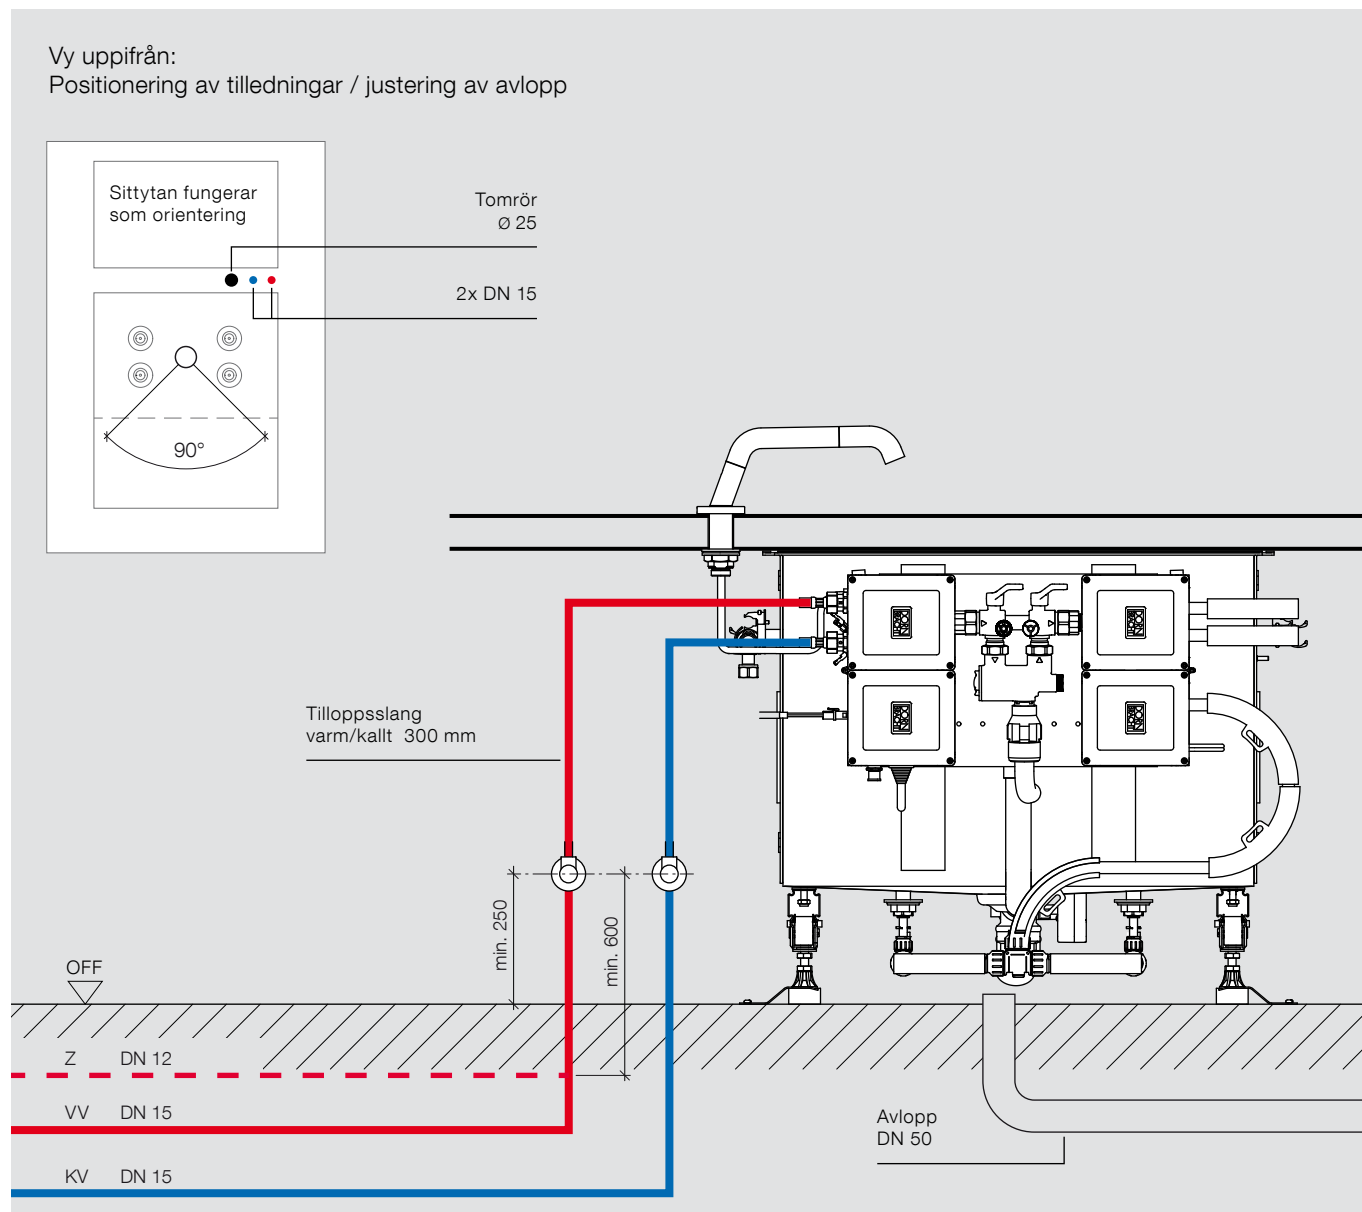 Vy uppifrån:
Positionering av tilledningar / justering av avlopp
Sittytan fungerar
som orientering
Tomrör
Ø 25
2x DN 15
90°
Tilloppsslang
varm/kallt 300 mm
min. 250
min. 600
OFF
Z DN 12
VV DN 15
KV DN 15
Avlopp
DN 50